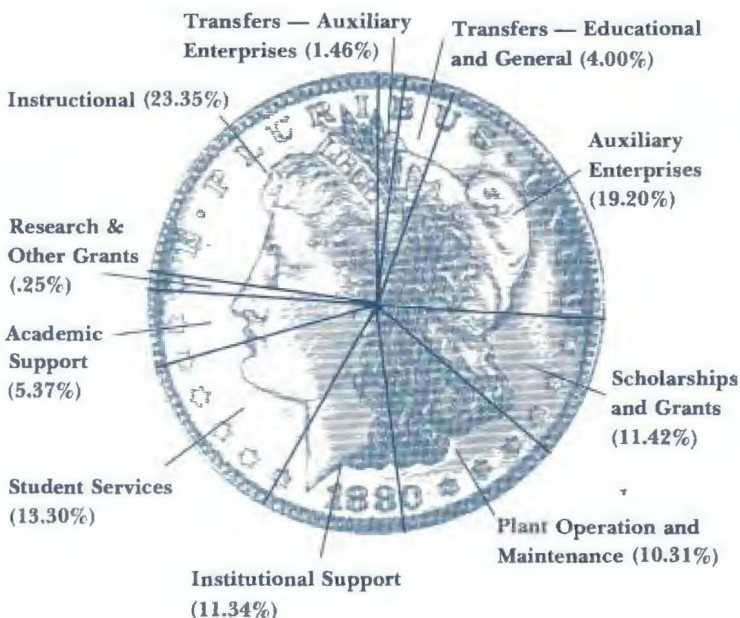 Transfers — Auxiliary
Enterprises (1.46%)
Transfers — Educational
and General (4.00%)
Instructional (23.35%)
Auxiliary
Enterprises
(19.20%)
Research &
Other Grants
(.25%)
Academic
Support
(5.37%)
Scholarships
and Grants
(11.42%)
Student Services
(13.30%)
Plant Operation and
Maintenance (10.31%)
Institutional Support
(11.34%)
PLURIBUS
1880